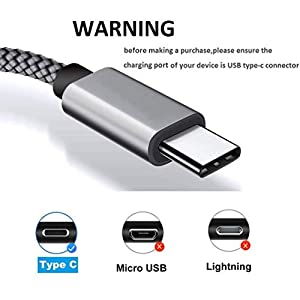 WARNING
before making a purchase,please ensure the
charging port of your device is USB type-c connector
Type C
Micro USB
Lightning